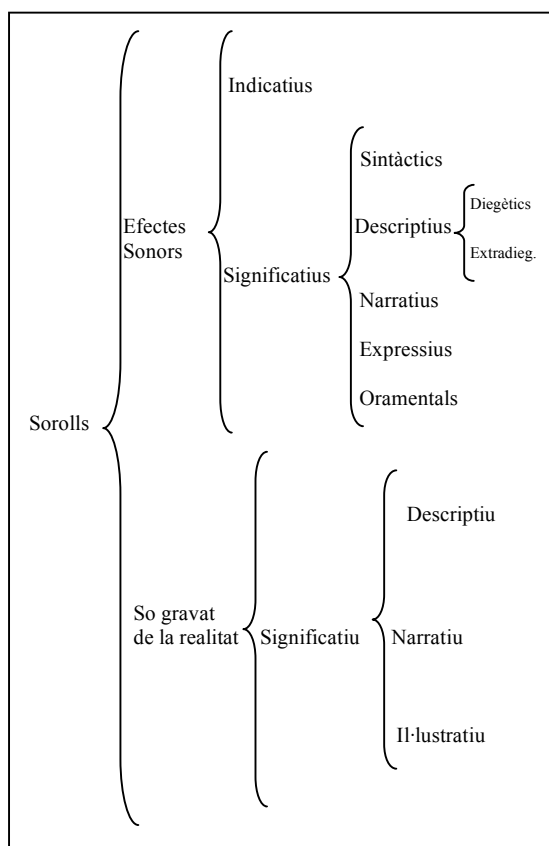 Indicatius
Sintàctics
Diegètics
Efectes
Sonors
Descriptius
Extradieg.
Significatius
Narratius
Expressius
Oramentals
Sorolls
Descriptiu
So gravat
de la realitat
Significatiu
Narratiu
Il·lustratiu